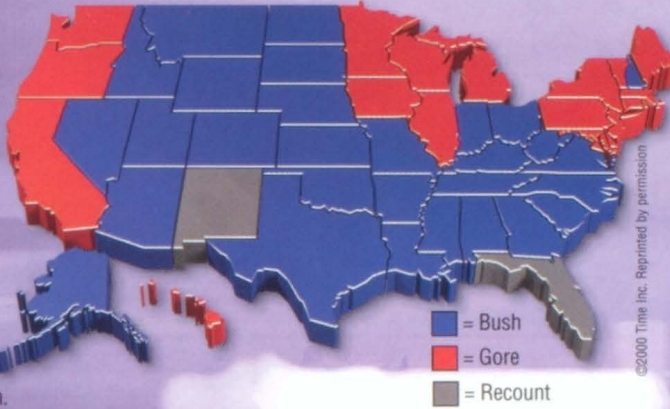 = Bush
= Gore
= Recount
©2000 Time Inc. Reprinted by permission
n.